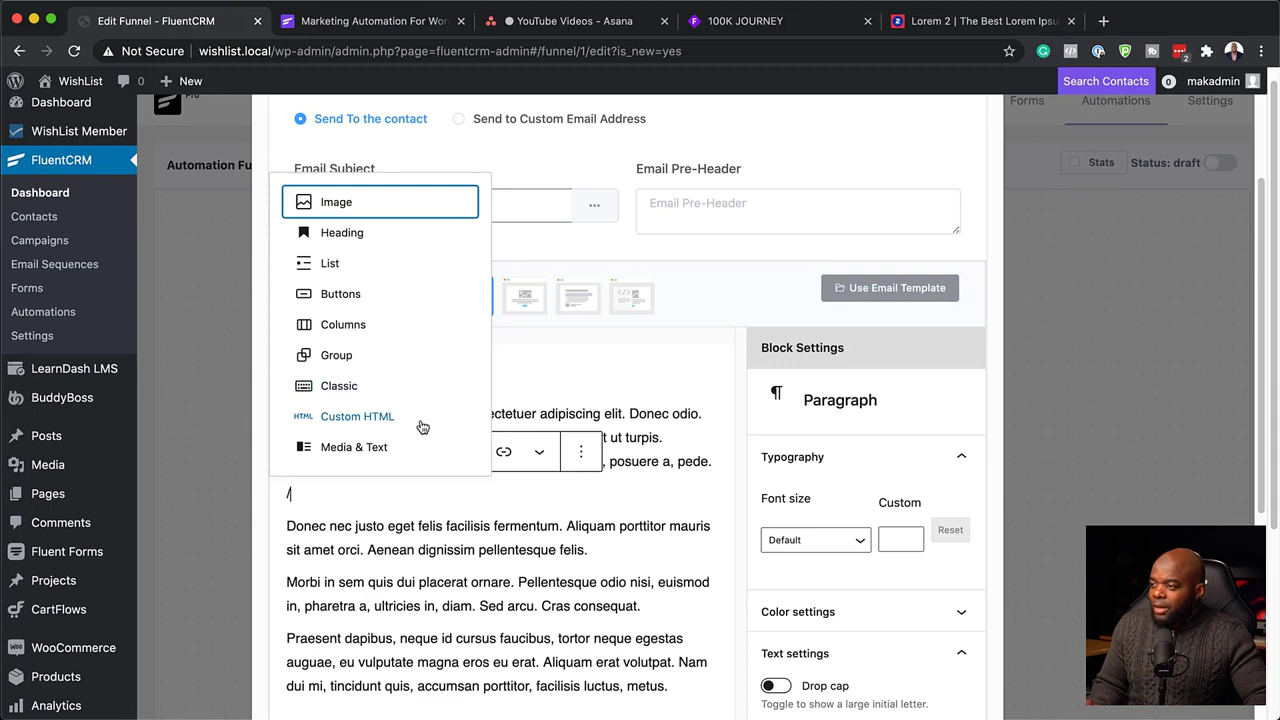 Edit Funnel - FluentCRM
Marketing Automation For Wor
YouTube Videos - Asana
100K JOURNEY
Lorem 2 | The Best Lorem Ipsu
Not Secure
wishlist.local/wp-admin/admin.php?page=fluentcrm-admin#/funnel/1/edit?is_new=yes
2
WishList
0
New
Search Contacts
0
makadmin
Dashboard
WishList Member
FluentCRM
Dashboard
Contacts
Campaigns
Email Sequences
Forms
Automations
Settings
LearnDash LMS
BuddyBoss
Posts
Media
Pages
Comments
Fluent Forms
Projects
CartFlows
WooCommerce
Products
Analytics
Pro
Forms
Automations
Settings
Automation Fu
Stats
Status: draft
Send To the contact
Send to Custom Email Address
Email Subject
Email Pre-Header
Email Pre-Header
Use Email Template
Image
Heading
List
Buttons
Columns
Group
Classic
HTML Custom HTML
Media & Text
ectetuer adipiscing elit. Donec odio.
t ut turpis.
, posuere a, pede.
/
Donec nec justo eget felis facilisis fermentum. Aliquam porttitor mauris
sit amet orci. Aenean dignissim pellentesque felis.
Morbi in sem quis dui placerat ornare. Pellentesque odio nisi, euismod
in, pharetra a, ultricies in, diam. Sed arcu. Cras consequat.
Praesent dapibus, neque id cursus faucibus, tortor neque egestas
auguae, eu vulputate magna eros eu erat. Aliquam erat volutpat. Nam
dui mi, tincidunt quis, accumsan porttitor, facilisis luctus, metus.
Block Settings
Paragraph
Typography
Font size
Custom
Default
Reset
Color settings
Text settings
Drop cap
Toggle to show a large initial letter.